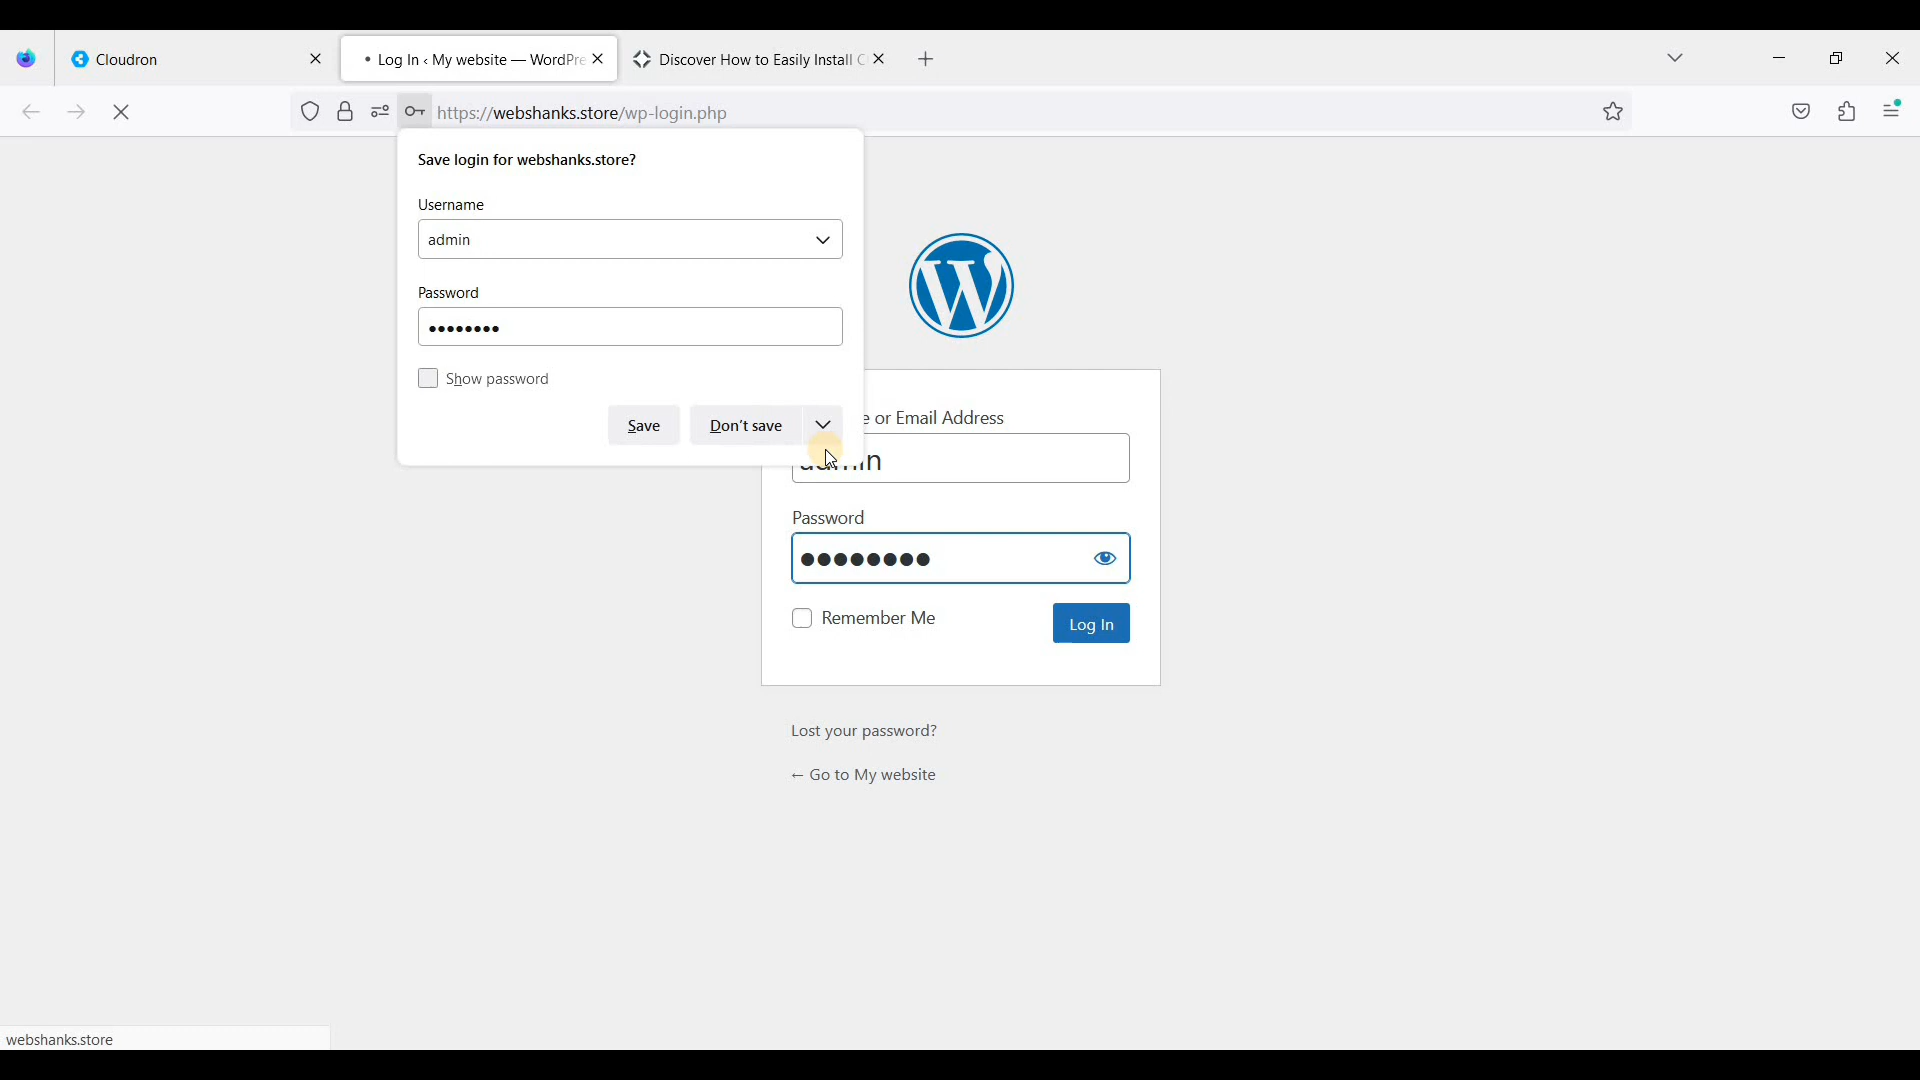 Cloudron
Log In ‹ My website — WordPre
Discover How to Easily Install C
https://webshanks.store/wp-login.php
Save login for webshanks.store?
Username
admin
Password
Show password
Save
Don't save
e or Email Address
Password
Remember Me
Log In
Lost your password?
← Go to My website
webshanks.store